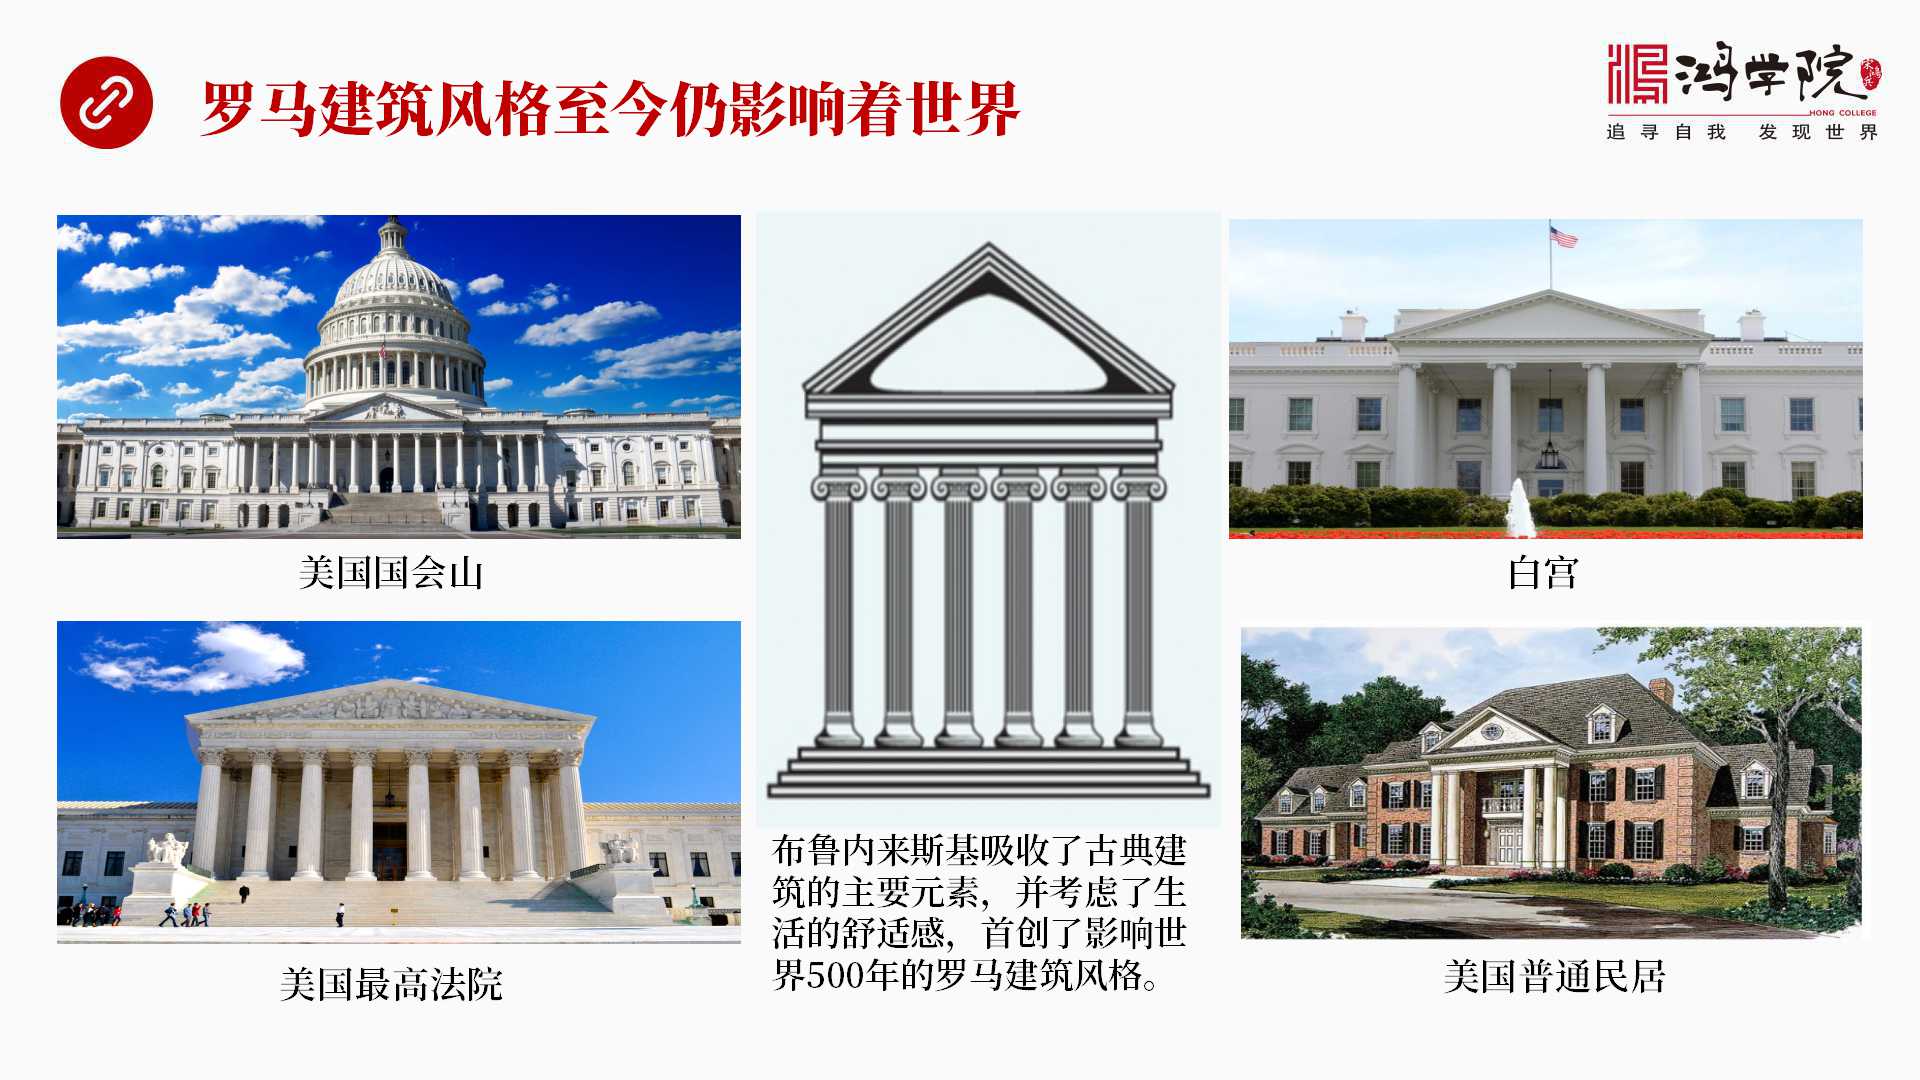 罗马建筑风格至今仍影响着世界
鸿学院
宋鸿兵
HONG COLLEGE
追寻自我 发现世界
美国国会山
白宫
布鲁内来斯基吸收了古典建
筑的主要元素，并考虑了生
活的舒适感，首创了影响世
界500年的罗马建筑风格。
美国最高法院
美国普通民居